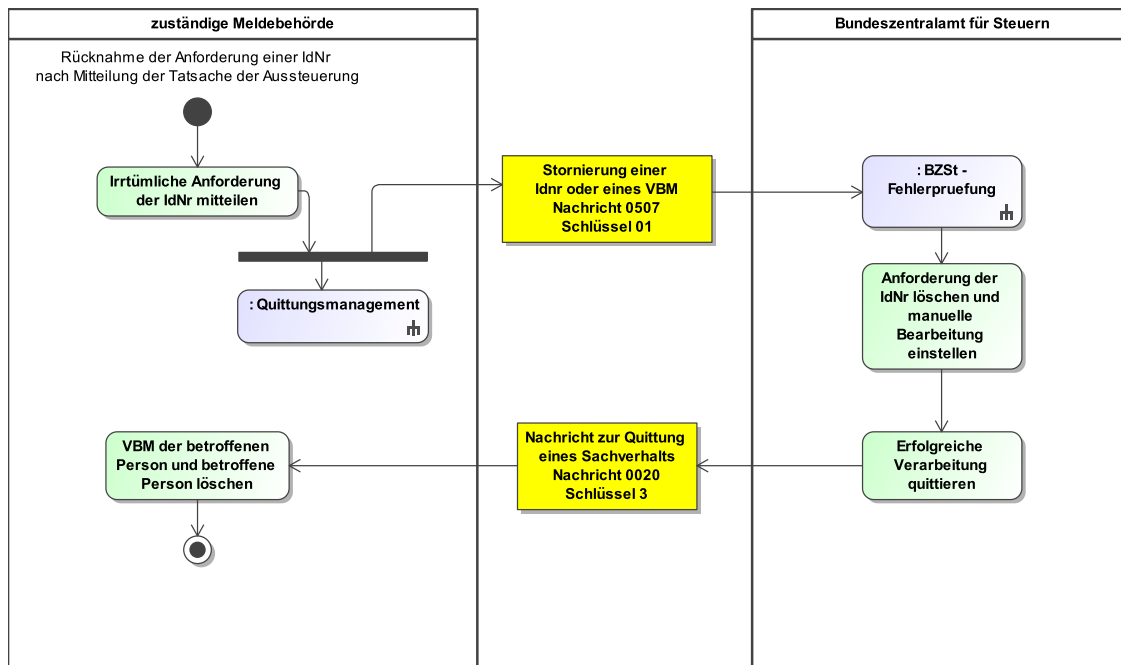 zuständige Meldebehörde
Bundeszentralamt für Steuern
Rücknahme der Anforderung einer IdNr
nach Mitteilung der Tatsache der Aussteuerung
Irrtümliche Anforderung
der IdNr mitteilen
: Quittungsmanagement
Stornierung einer
Idnr oder eines VBM
Nachricht 0507
Schlüssel 01
: BZSt -
Fehlerpruefung
Anforderung der
IdNr löschen und
manuelle
Bearbeitung
einstellen
Erfolgreiche
Verarbeitung
quittieren
Nachricht zur Quittung
eines Sachverhalts
Nachricht 0020
Schlüssel 3
VBM der betroffenen
Person und betroffene
Person löschen